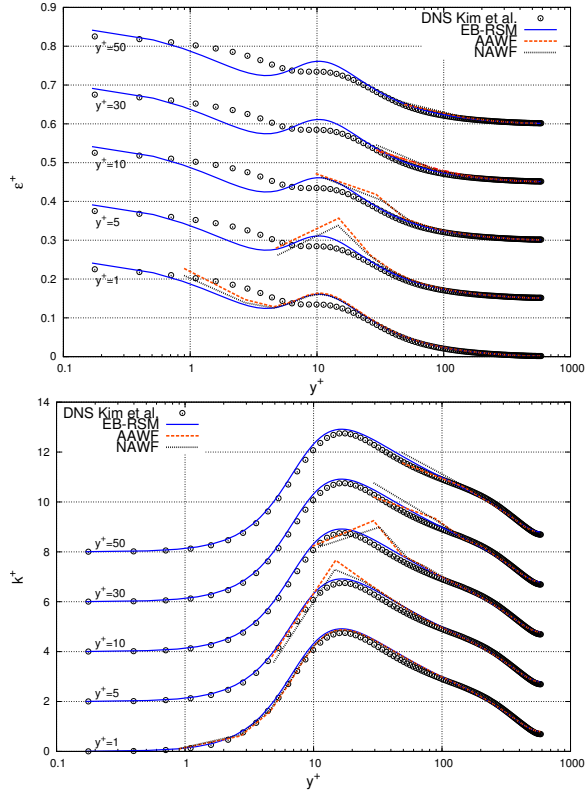 DNS Kim et al.
EB-RSM
AAWF
NAWF
0.9
0.8
0.7
0.6
0.5
0.4
0.3
0.2
0.1
0
ε+
y+=50
y+=30
y+=10
y+=5
y+=1
0.1 1 10 100 1000
y+
DNS Kim et al.
EB-RSM
AAWF
NAWF
14
12
10
8
6
4
2
0
k+
y+=50
y+=30
y+=10
y+=5
y+=1
0.1 1 10 100 1000
y+